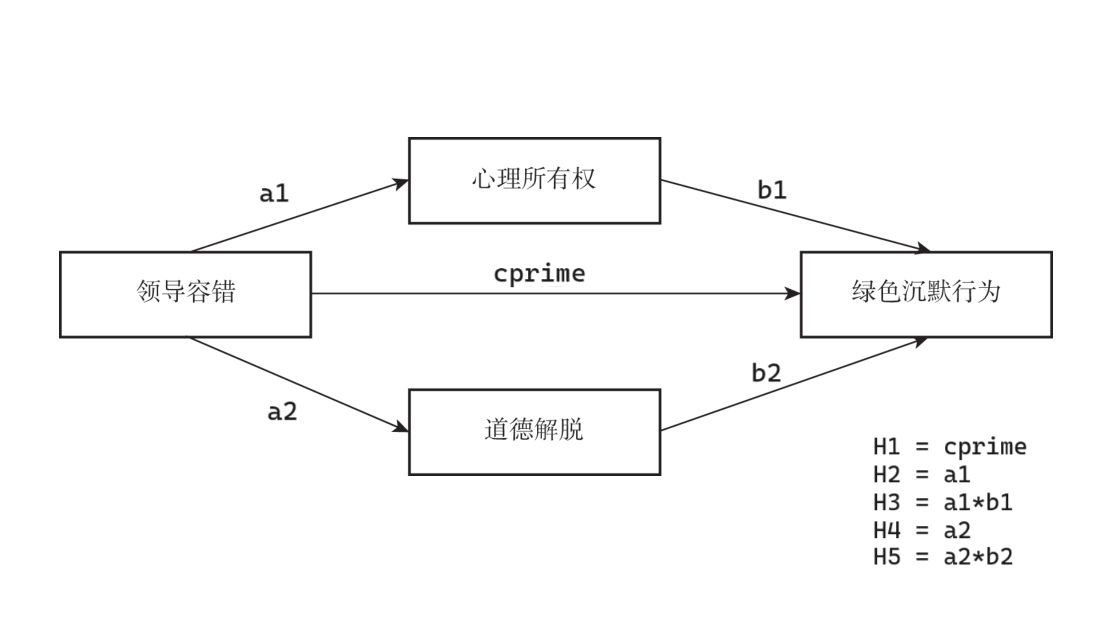 心理所有权
a1
b1
领导容错
cprime
绿色沉默行为
a2
b2
道德解脱
H1 = cprime
H2 = a1
H3 = a1*b1
H4 = a2
H5 = a2*b2